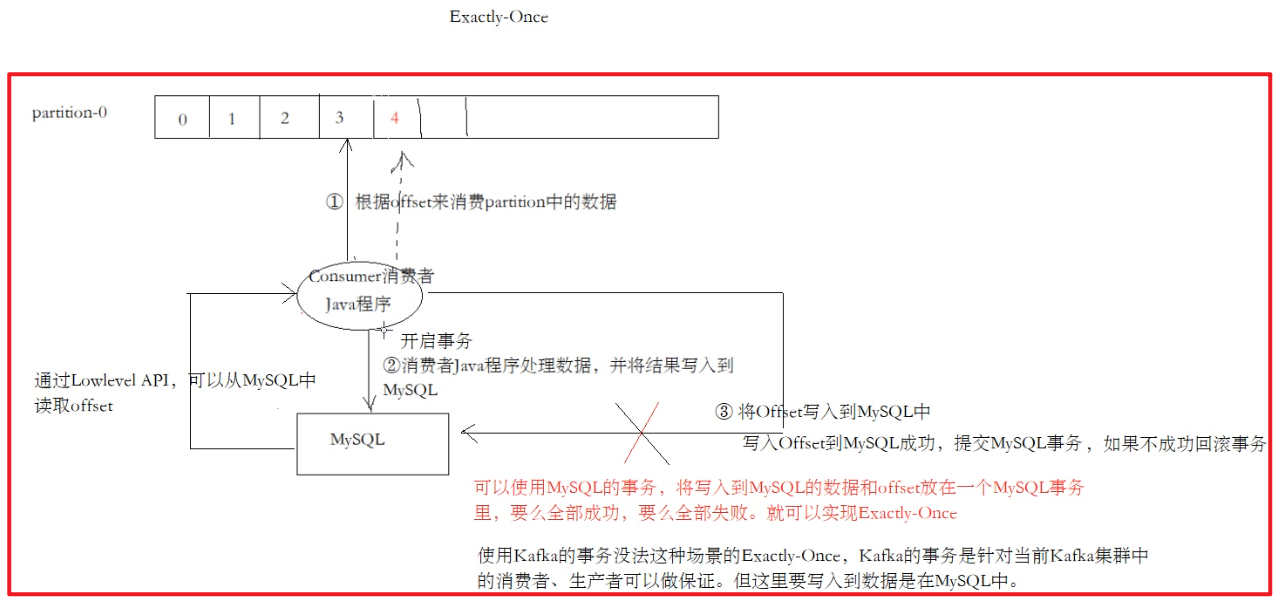 Exactly-Once
partition-0
0 1 2 3 4
① 根据offset来消费partition中的数据
Consumer消费者
Java程序
开启事务
②消费者Java程序处理数据，并将结果写入到
MySQL
通过Lowlevel API，可以从MySQL中
读取offset
MySQL
③ 将Offset写入到MySQL中
写入Offset到MySQL成功，提交MySQL事务，如果不成功回滚事务
可以使用MySQL的事务，将写入到MySQL的数据和offset放在一个MySQL事务
里，要么全部成功，要么全部失败。就可以实现Exactly-Once
使用Kafka的事务没法这种场景的Exactly-Once，Kafka的事务是针对当前Kafka集群中
的消费者、生产者可以做保证。但这里要写入到数据是在MySQL中。